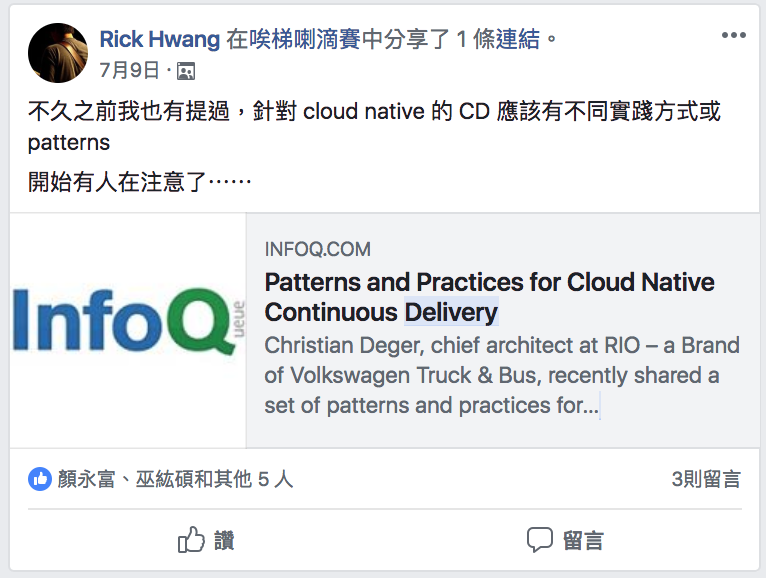 Rick Hwang 在唉梯喇滴賽中分享了 1 條連結。
7月9日 ·
不久之前我也有提過，針對 cloud native 的 CD 應該有不同實踐方式或
patterns
開始有人在注意了⋯⋯
InfoQ
queue
INFOQ.COM
Patterns and Practices for Cloud Native
Continuous Delivery
Christian Deger, chief architect at RIO – a Brand
of Volkswagen Truck & Bus, recently shared a
set of patterns and practices for...
顏永富、巫紘碩和其他 5 人
3則留言
讚
留言